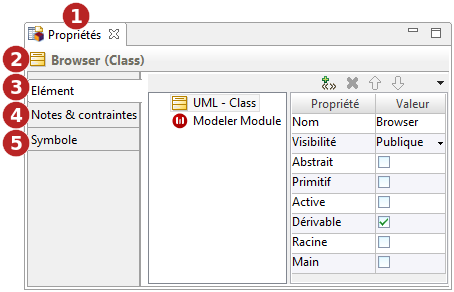 1
Propriétés
2 Browser (Class)
3 Elément
4 Notes & contraintes
5 Symbole
UML - Class
Modeler Module
Propriété Valeur
Nom Browser
Visibilité Publique
Abstrait
Primitif
Active
Dérivable
Racine
Main